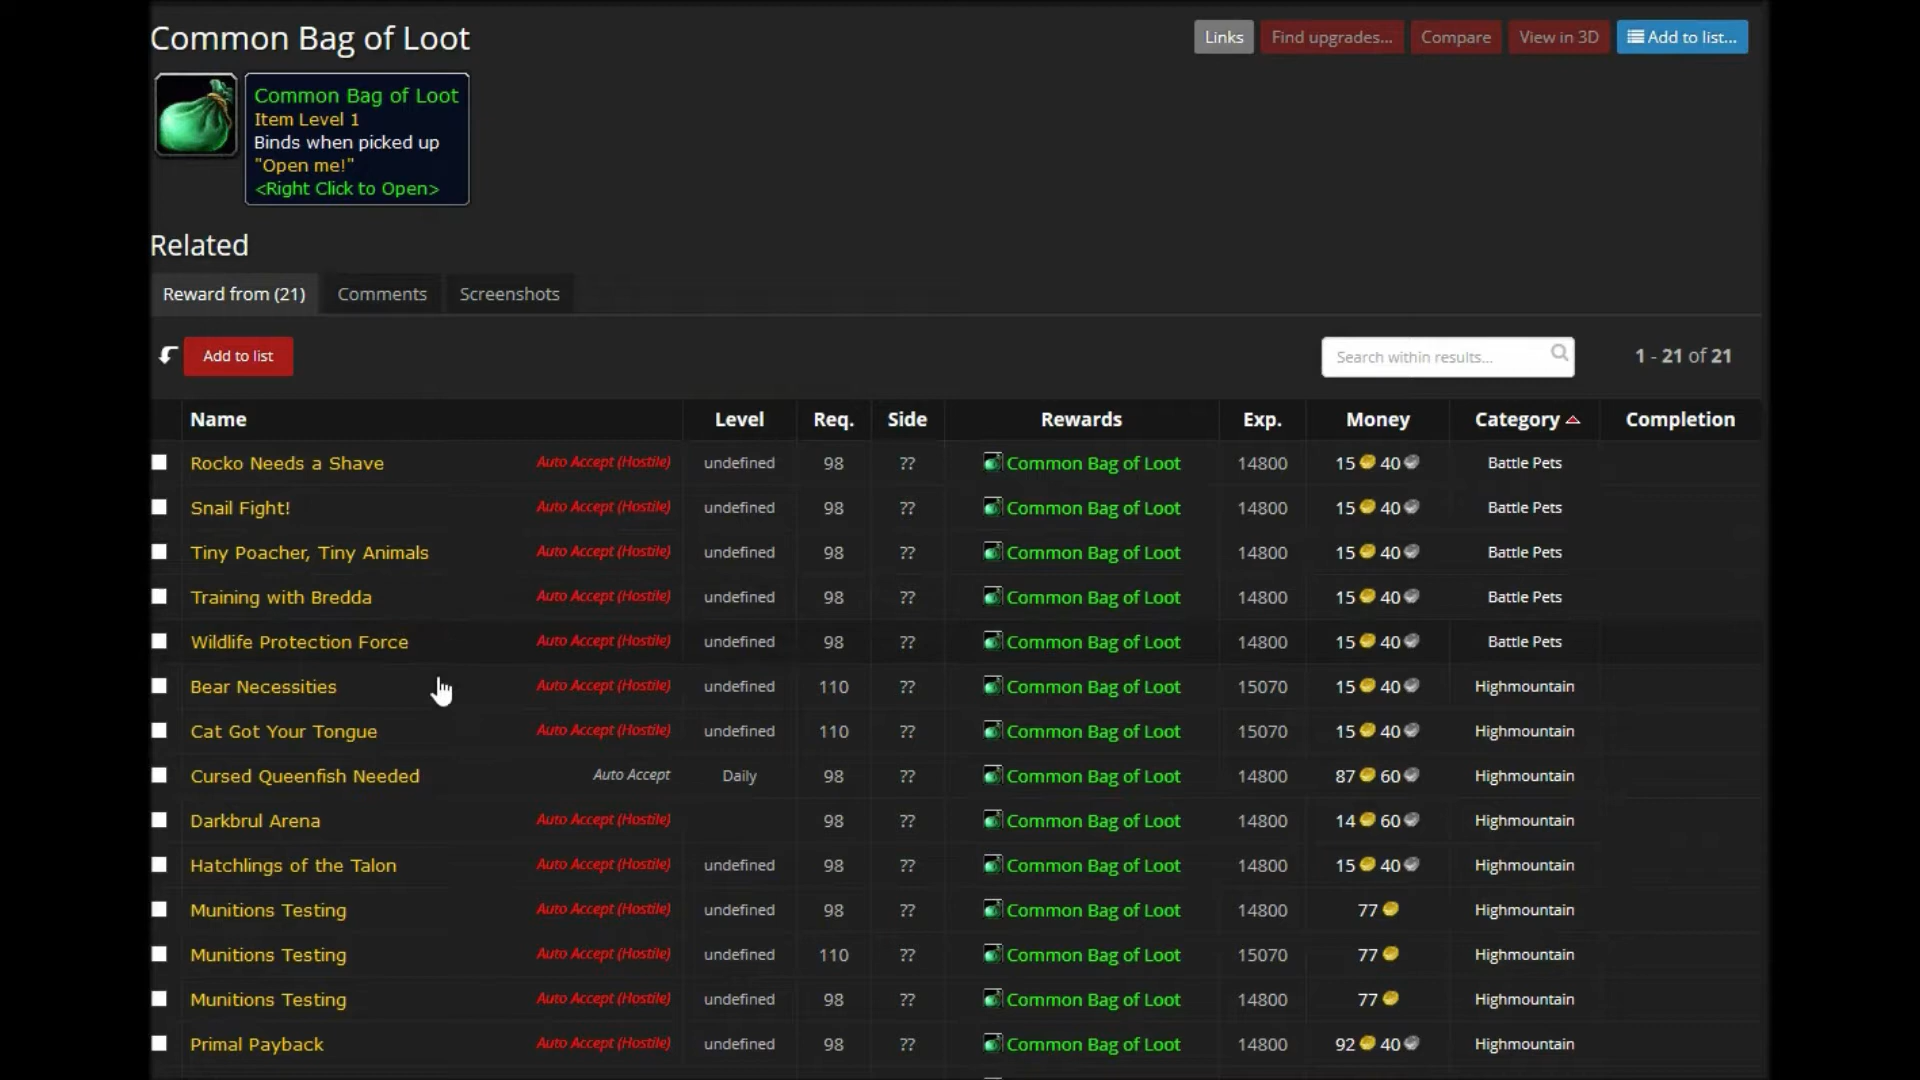 Common Bag of Loot
Links Find upgrades... Compare View in 3D Add to list...
Common Bag of Loot
Item Level 1
Binds when picked up
"Open me!"
<Right Click to Open>
Related
Reward from (21) Comments Screenshots
Add to list Search within results... 1 - 21 of 21
Name Level Req. Side Rewards Exp. Money Category Completion
Rocko Needs a Shave Auto Accept (Hostile) undefined 98 ?? Common Bag of Loot 14800 15 40 Battle Pets
Snail Fight! Auto Accept (Hostile) undefined 98 ?? Common Bag of Loot 14800 15 40 Battle Pets
Tiny Poacher, Tiny Animals Auto Accept (Hostile) undefined 98 ?? Common Bag of Loot 14800 15 40 Battle Pets
Training with Bredda Auto Accept (Hostile) undefined 98 ?? Common Bag of Loot 14800 15 40 Battle Pets
Wildlife Protection Force Auto Accept (Hostile) undefined 98 ?? Common Bag of Loot 14800 15 40 Battle Pets
Bear Necessities Auto Accept (Hostile) undefined 110 ?? Common Bag of Loot 15070 15 40 Highmountain
Cat Got Your Tongue Auto Accept (Hostile) undefined 110 ?? Common Bag of Loot 15070 15 40 Highmountain
Cursed Queenfish Needed Auto Accept Daily 98 ?? Common Bag of Loot 14800 87 60 Highmountain
Darkbrul Arena Auto Accept (Hostile) 98 ?? Common Bag of Loot 14800 14 60 Highmountain
Hatchlings of the Talon Auto Accept (Hostile) undefined 98 ?? Common Bag of Loot 14800 15 40 Highmountain
Munitions Testing Auto Accept (Hostile) undefined 98 ?? Common Bag of Loot 14800 77 Highmountain
Munitions Testing Auto Accept (Hostile) undefined 110 ?? Common Bag of Loot 15070 77 Highmountain
Munitions Testing Auto Accept (Hostile) undefined 98 ?? Common Bag of Loot 14800 77 Highmountain
Primal Payback Auto Accept (Hostile) undefined 98 ?? Common Bag of Loot 14800 92 40 Highmountain